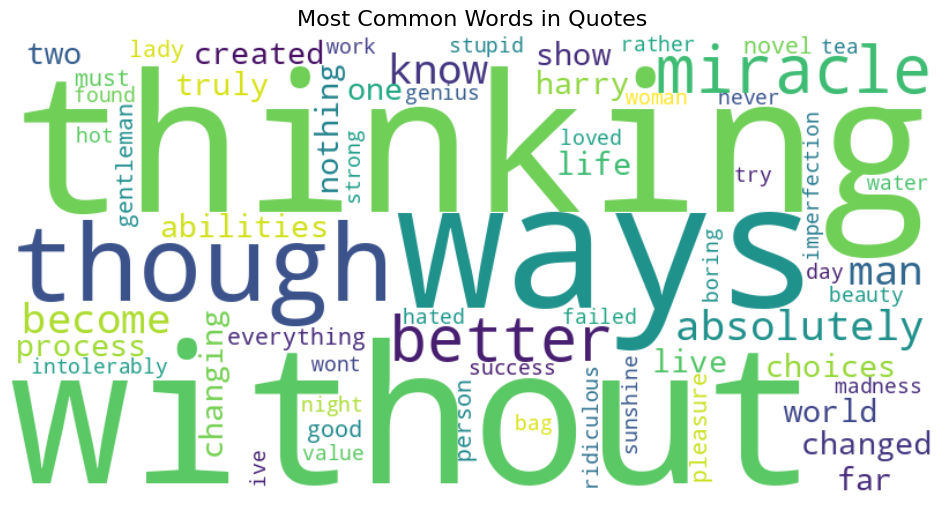 Most Common Words in Quotes
two
lady
created
work
stupid
show
rather
novel
tea
must
truly
know
miracle
found
one
genius
harry
woman
never
thinking
hot
gentleman
nothing
strong
loved
life
try
imperfection
water
abilities
though
ways
boring
day
man
beauty
become
hated
failed
absolutely
process
changing
everything
better
intolerably
wont
success
live
choices
madness
without
night
person
bag
ridiculous
sunshine
pleasure
world
good
value
changed
ive
far